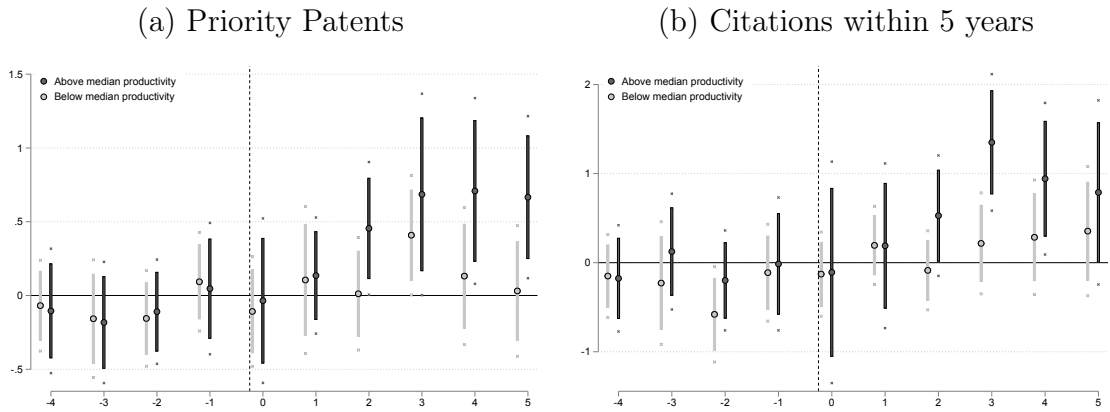 (a) Priority Patents
1.5
1
.5
0
-.5
Above median productivity
Below median productivity
-4 -3 -2 -1 0 1 2 3 4 5
(b) Citations within 5 years
2
1
0
-1
Above median productivity
Below median productivity
-4 -3 -2 -1 0 1 2 3 4 5